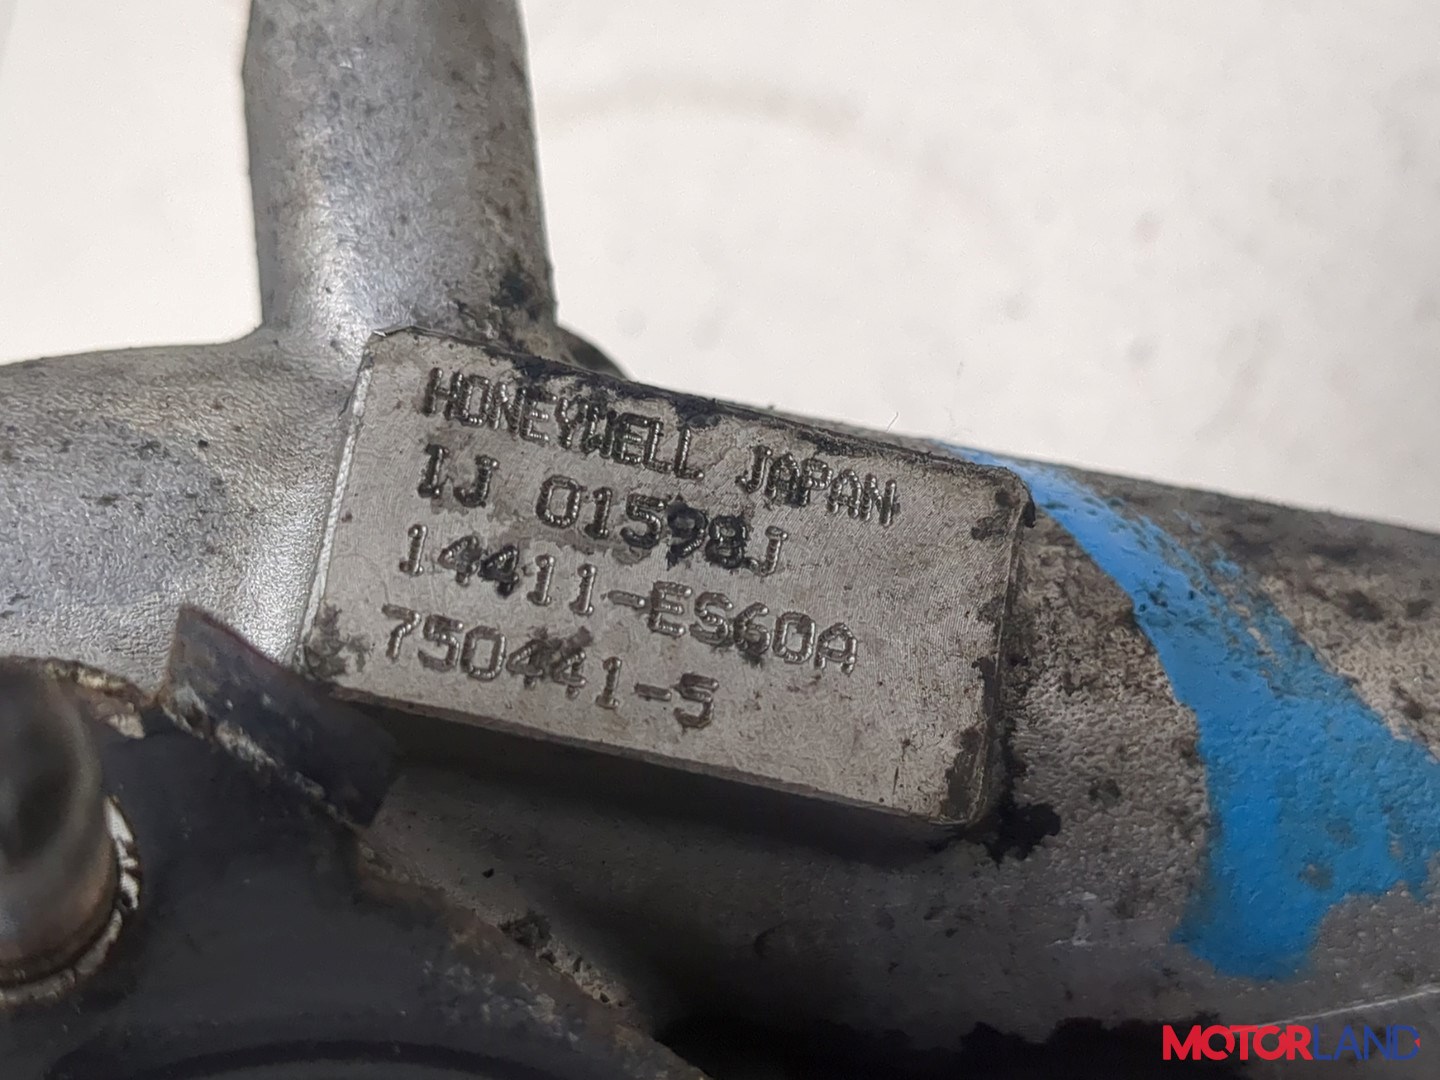 HONEYWELL JAPAN
IJ 01598J
14411-ES60A
750441-5
MOTORLAND